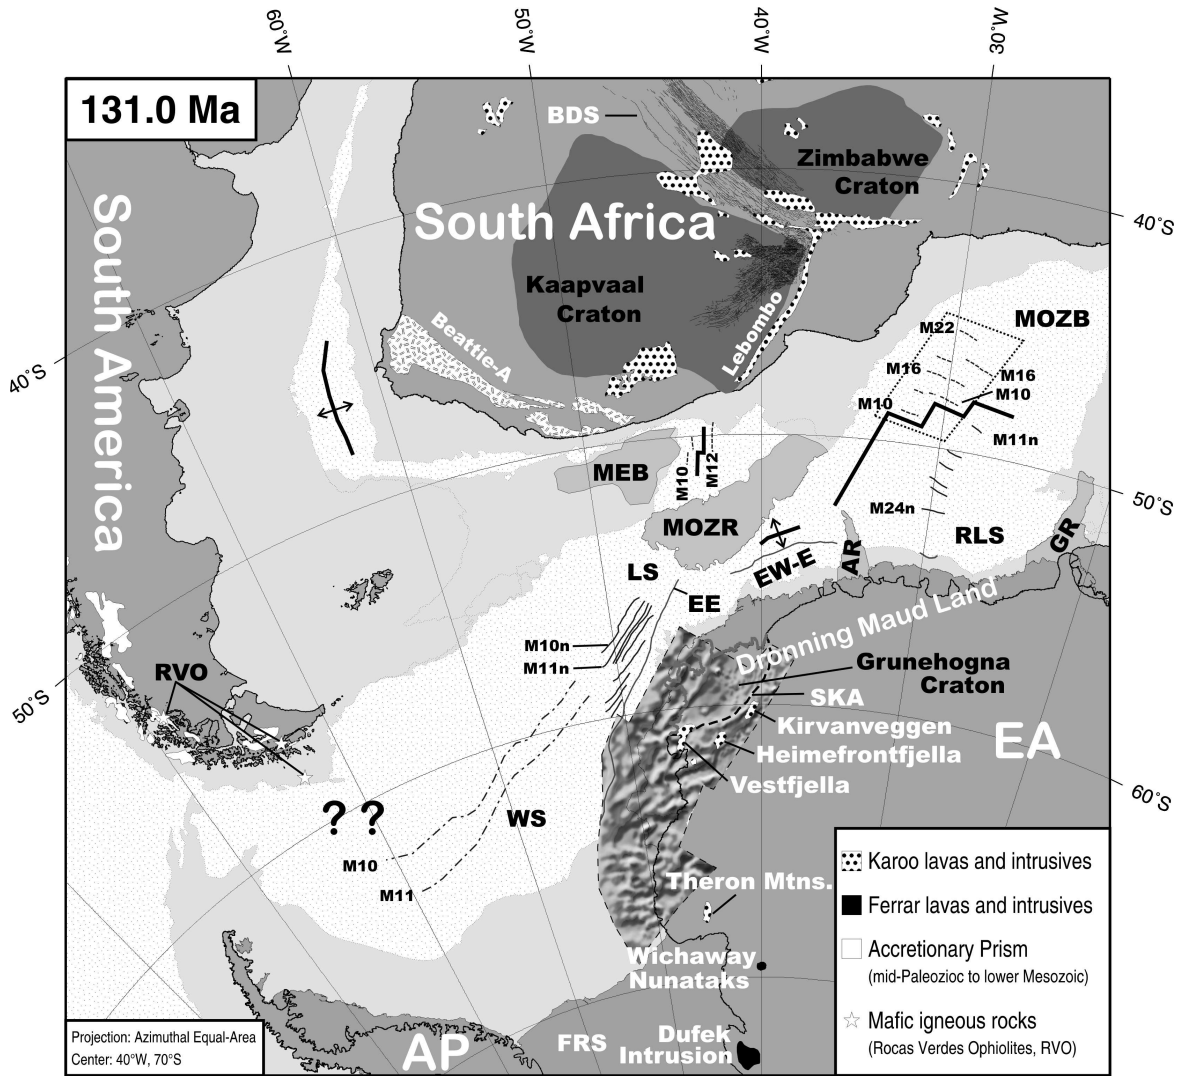 60°W
50°W
40°W
30°W
131.0 Ma
BDS
Zimbabwe
Craton
40°S
South America
South Africa
Kaapvaal
Craton
Lebombo
Beattie-A
MOZB
M22
M16
M16
M10
M10
M11n
40°S
MEB
M10
M12
MOZR
M24n
RLS
50°S
GR
AR
EW-E
LS
EE
Dronning Maud Land
M10n
M11n
Grunehogna
Craton
SKA
Kirvanveggen
EA
Heimefrontfjella
Vestfjella
RVO
50°S
60°S
? ?
WS
M10
M11
Theron Mtns.
Wichaway
Nunataks
FRS
Dufek
Intrusion
AP
Karoo lavas and intrusives
Ferrar lavas and intrusives
Accretionary Prism
(mid-Paleozioc to lower Mesozoic)
Mafic igneous rocks
(Rocas Verdes Ophiolites, RVO)
Projection: Azimuthal Equal-Area
Center: 40°W, 70°S